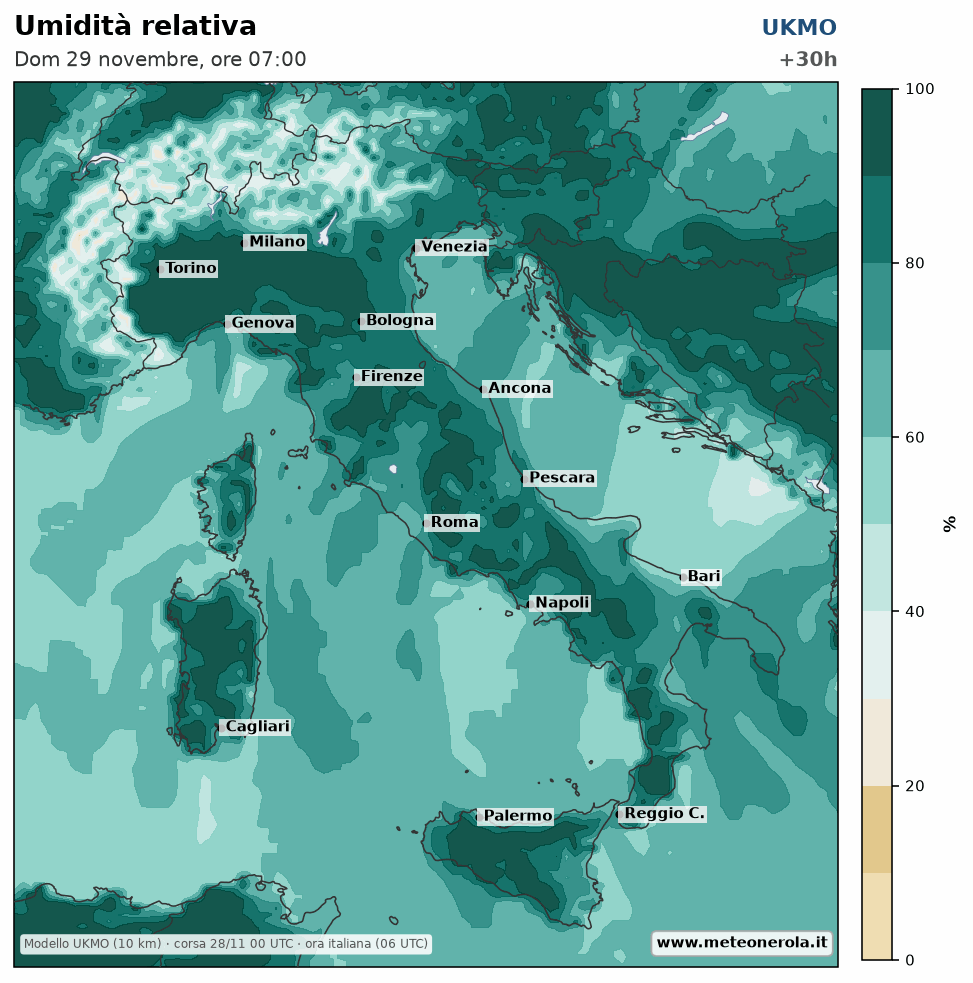 Umidità relativa
UKMO
Dom 29 novembre, ore 07:00
+30h
100
80
60
40
20
0
%
Milano
Venezia
Torino
Genova
Bologna
Firenze
Ancona
Pescara
Roma
Bari
Napoli
Cagliari
Palermo
Reggio C.
Modello UKMO (10 km) · corsa 28/11 00 UTC · ora italiana (06 UTC)
www.meteonerola.it